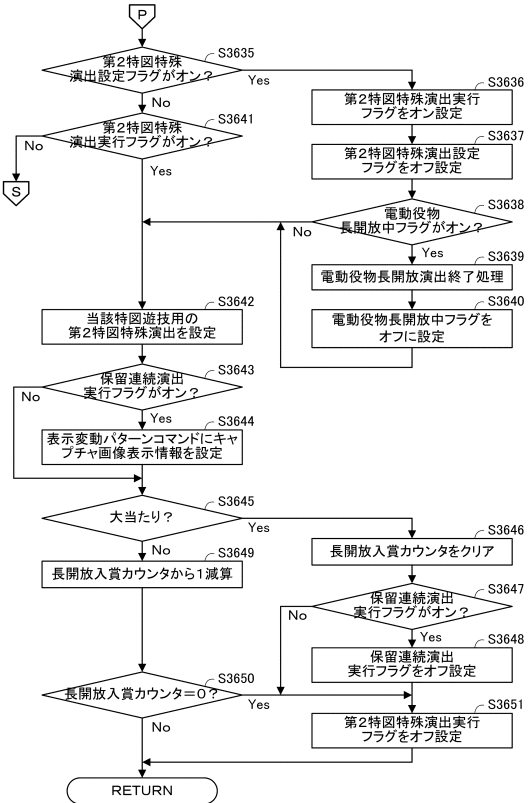 P
第2特図特殊
演出設定フラグがオン？
S3635
Yes
No
第2特図特殊演出実行
フラグをオン設定
S3636
第2特図特殊
演出実行フラグがオン？
S3641
No
Yes
S
第2特図特殊演出設定
フラグをオフ設定
S3637
電動役物
長開放中フラグがオン？
S3638
No
Yes
電動役物長開放演出終了処理
S3639
電動役物長開放中フラグを
オフに設定
S3640
当該特図遊技用の
第2特図特殊演出を設定
S3642
保留連続演出
実行フラグがオン？
S3643
No
Yes
表示変動パターンコマンドにキャ
プチャ画像表示情報を設定
S3644
大当たり？
S3645
Yes
No
長開放入賞カウンタをクリア
S3646
長開放入賞カウンタから1減算
S3649
保留連続演出
実行フラグがオン？
S3647
No
Yes
保留連続演出
実行フラグをオフ設定
S3648
長開放入賞カウンタ＝0？
S3650
Yes
No
第2特図特殊演出実行
フラグをオフ設定
S3651
RETURN